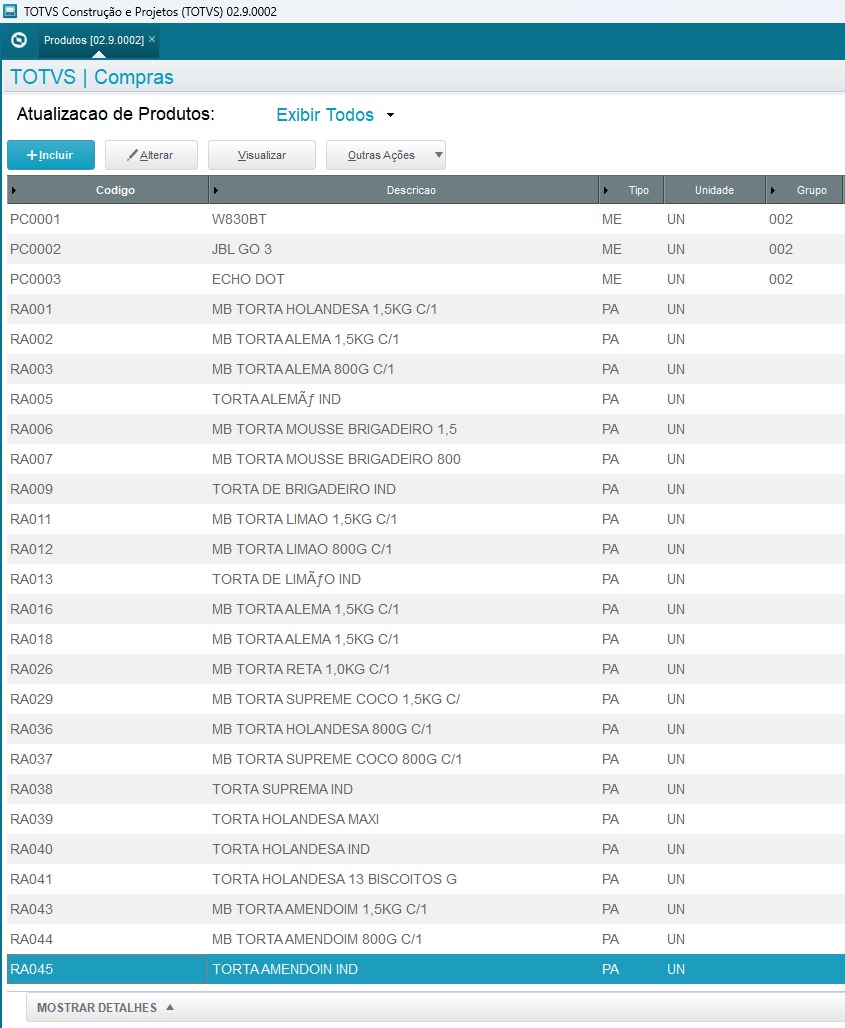 TOTVS Construção e Projetos (TOTVS) 02.9.0002
Produtos [02.9.0002] ×
TOTVS | Compras
Atualizacao de Produtos: Exibir Todos
+Incluir Alterar Visualizar Outras Ações
Codigo Descricao Tipo Unidade Grupo
PC0001 W830BT ME UN 002
PC0002 JBL GO 3 ME UN 002
PC0003 ECHO DOT ME UN 002
RA001 MB TORTA HOLANDESA 1,5KG C/1 PA UN
RA002 MB TORTA ALEMA 1,5KG C/1 PA UN
RA003 MB TORTA ALEMA 800G C/1 PA UN
RA005 TORTA ALEMÃƒ IND PA UN
RA006 MB TORTA MOUSSE BRIGADEIRO 1,5 PA UN
RA007 MB TORTA MOUSSE BRIGADEIRO 800 PA UN
RA009 TORTA DE BRIGADEIRO IND PA UN
RA011 MB TORTA LIMAO 1,5KG C/1 PA UN
RA012 MB TORTA LIMAO 800G C/1 PA UN
RA013 TORTA DE LIMÃƒO IND PA UN
RA016 MB TORTA ALEMA 1,5KG C/1 PA UN
RA018 MB TORTA ALEMA 1,5KG C/1 PA UN
RA026 MB TORTA RETA 1,0KG C/1 PA UN
RA029 MB TORTA SUPREME COCO 1,5KG C/ PA UN
RA036 MB TORTA HOLANDESA 800G C/1 PA UN
RA037 MB TORTA SUPREME COCO 800G C/1 PA UN
RA038 TORTA SUPREMA IND PA UN
RA039 TORTA HOLANDESA MAXI PA UN
RA040 TORTA HOLANDESA IND PA UN
RA041 TORTA HOLANDESA 13 BISCOITOS G PA UN
RA043 MB TORTA AMENDOIM 1,5KG C/1 PA UN
RA044 MB TORTA AMENDOIM 800G C/1 PA UN
RA045 TORTA AMENDOIN IND PA UN
MOSTRAR DETALHES